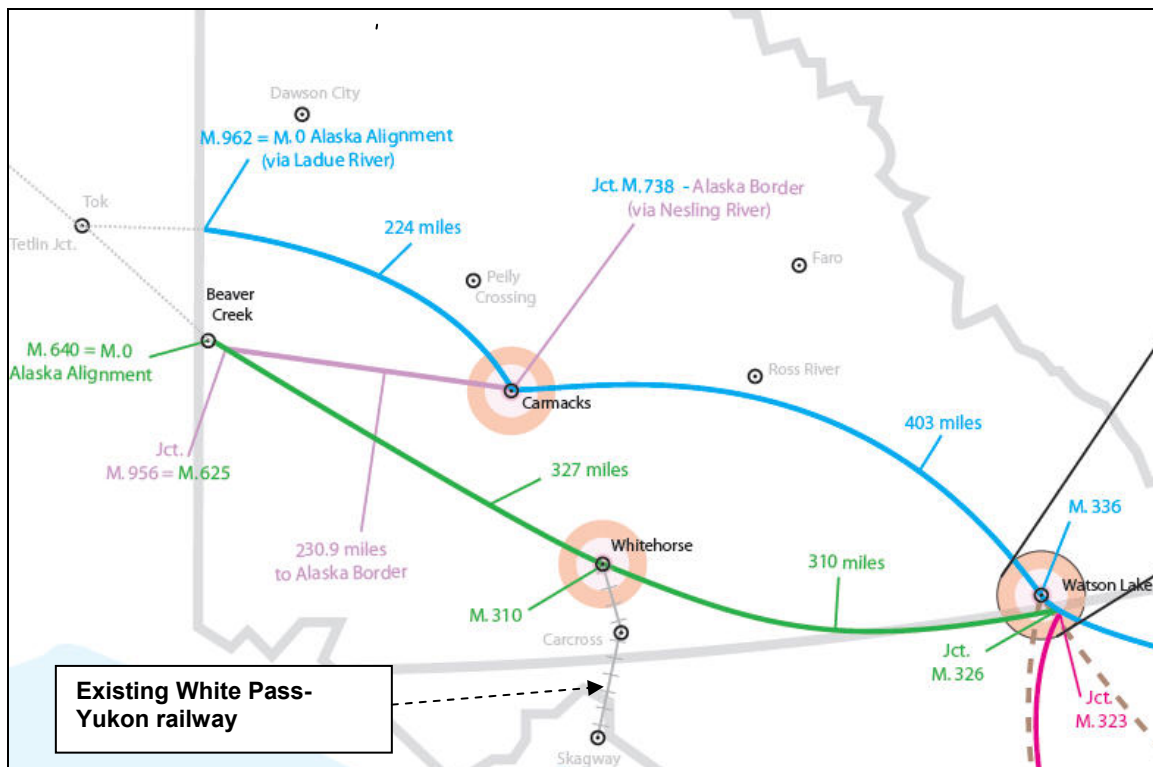 Dawson City
M.962 = M.0 Alaska Alignment
(via Ladue River)
Jct. M.738 - Alaska Border
(via Nesling River)
Tok
Tetlin Jct.
224 miles
Faro
Pelly
Crossing
Beaver
Creek
M.640 = M.0
Alaska Alignment
Ross River
Carmacks
403 miles
Jct.
M.956 = M.625
327 miles
M.336
230.9 miles
to Alaska Border
Whitehorse
310 miles
Watson Lake
M.310
Carcross
Jct.
M.326
Existing White Pass-
Yukon railway
Jct.
M.323
Skagway